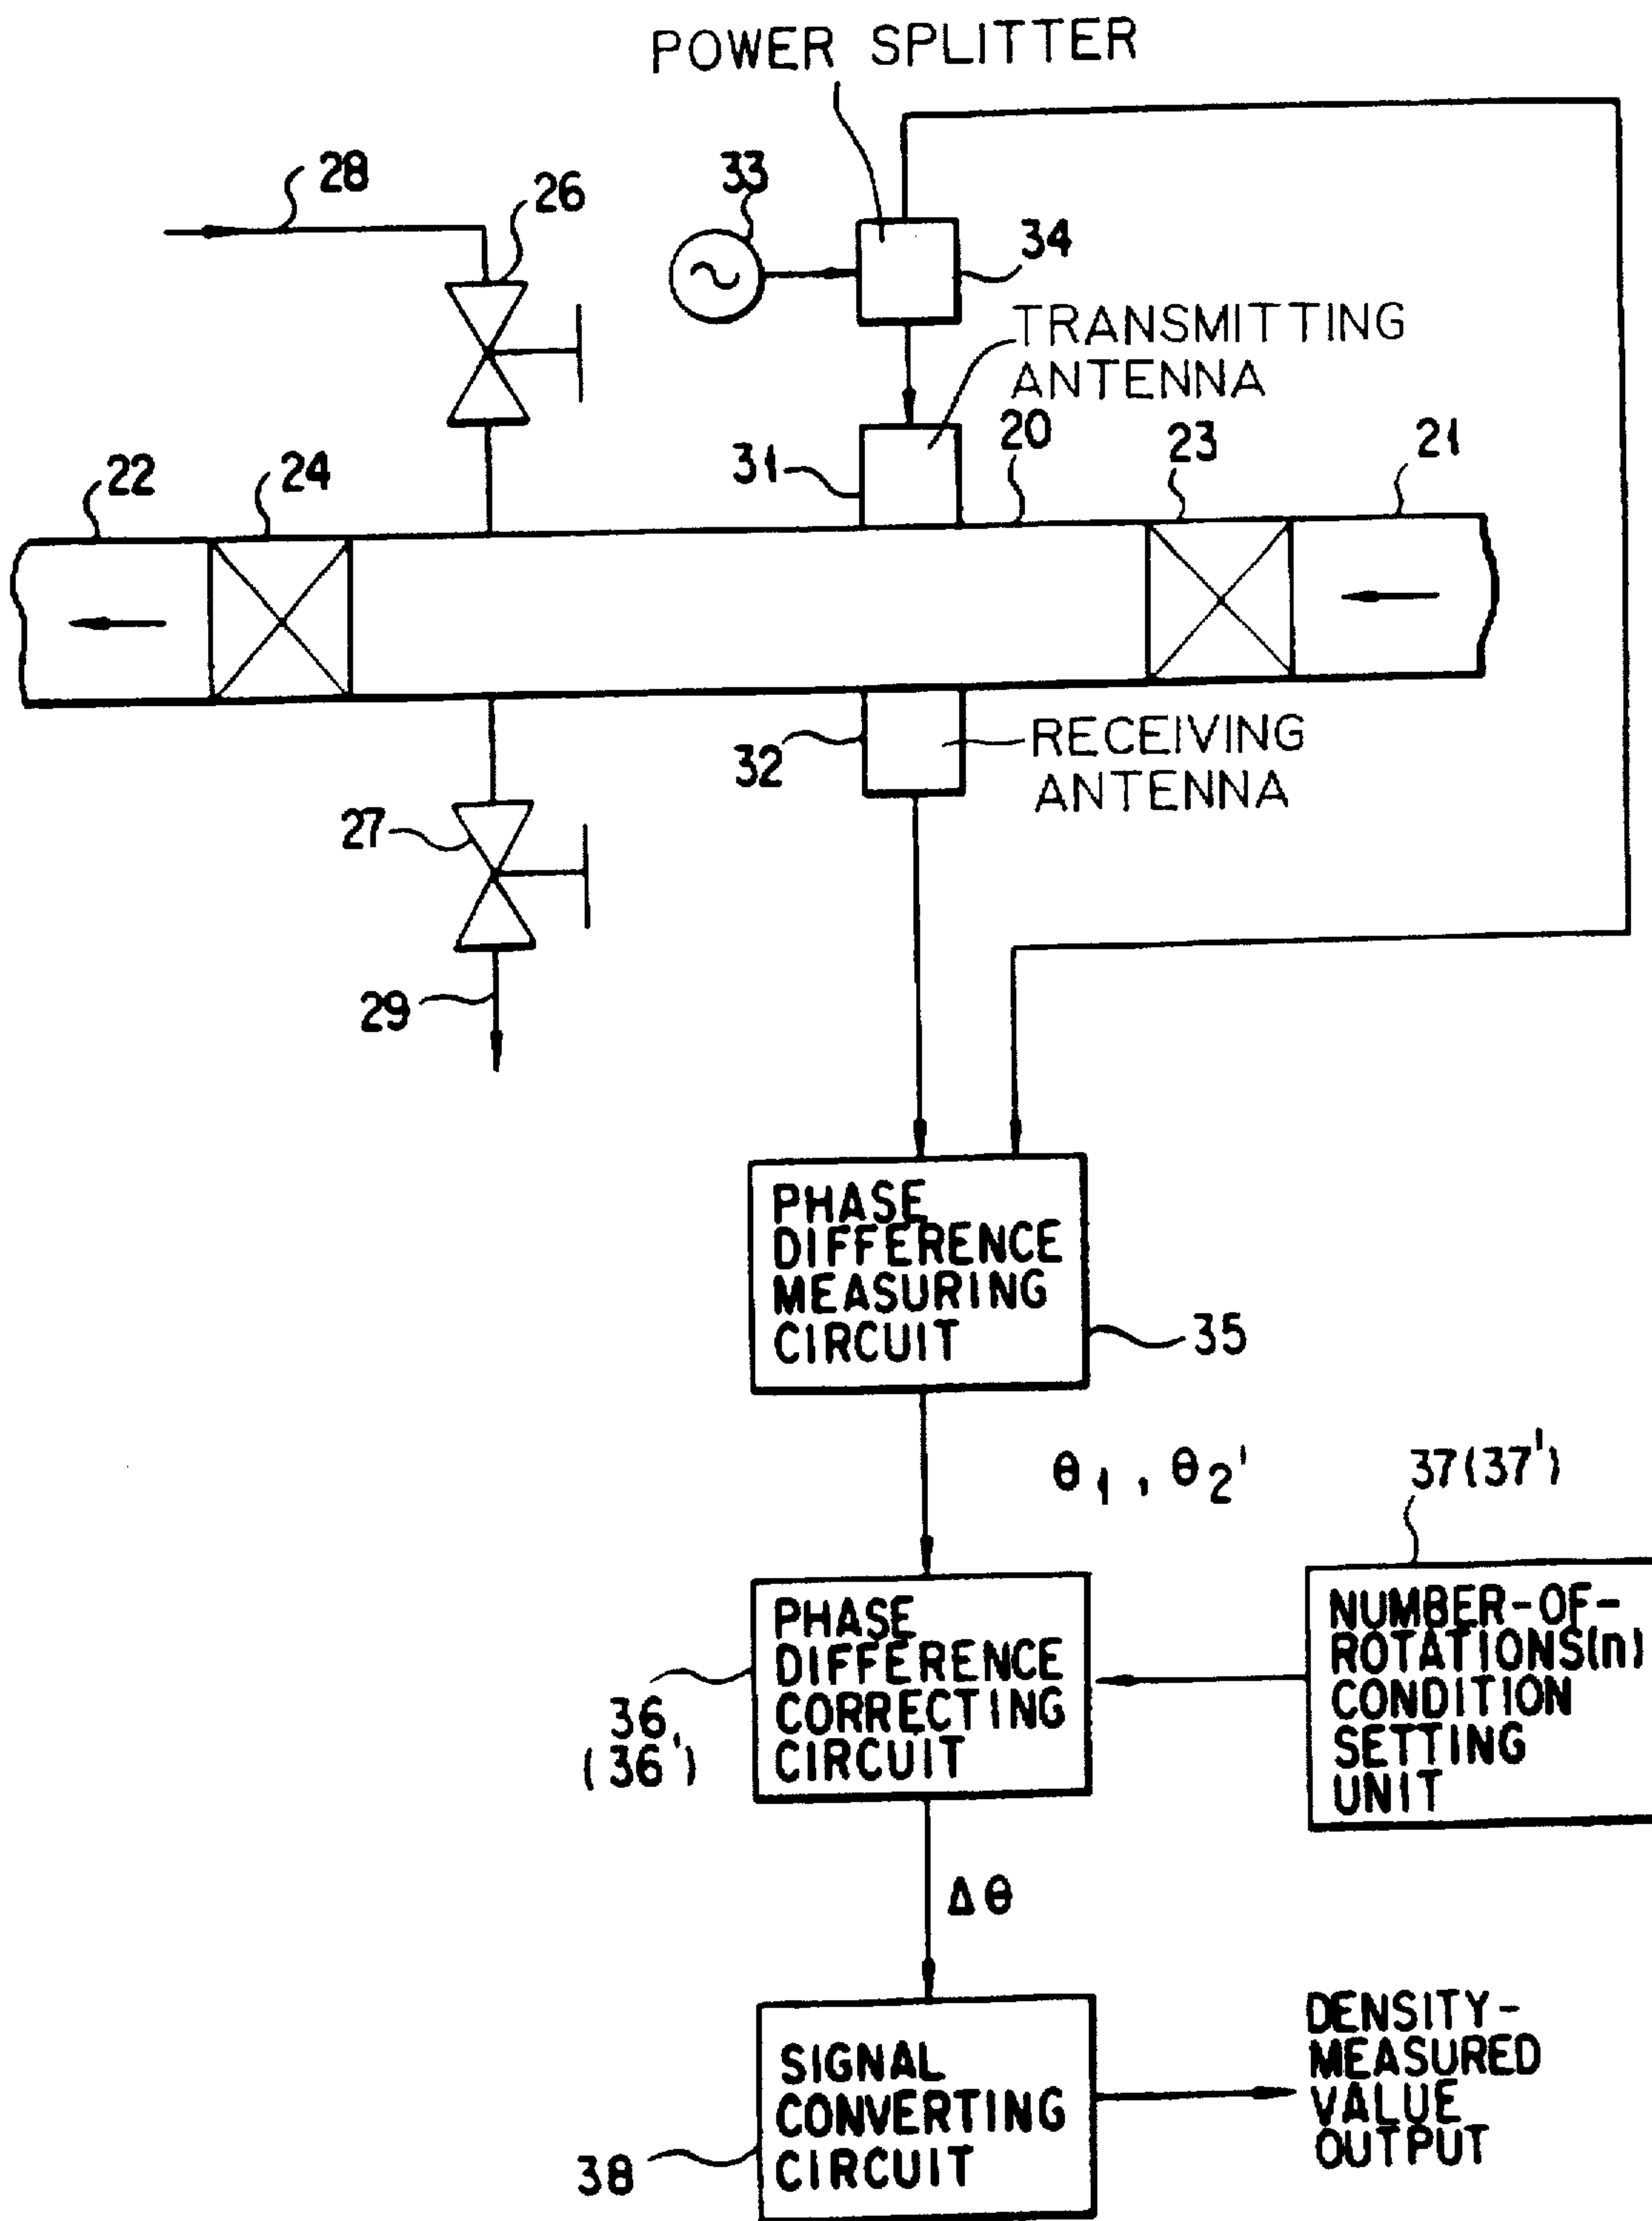 POWER SPLITTER
28
26
33
34
TRANSMITTING
ANTENNA
22
24
31
20
23
21
32
RECEIVING
ANTENNA
27
29
PHASE
DIFFERENCE
MEASURING
CIRCUIT
35
θ1 , θ2'
37(37')
PHASE
DIFFERENCE
CORRECTING
CIRCUIT
36,
(36')
NUMBER-OF-
ROTATIONS(n)
CONDITION
SETTING
UNIT
Δθ
SIGNAL
CONVERTING
CIRCUIT
38
DENSITY-
MEASURED
VALUE
OUTPUT